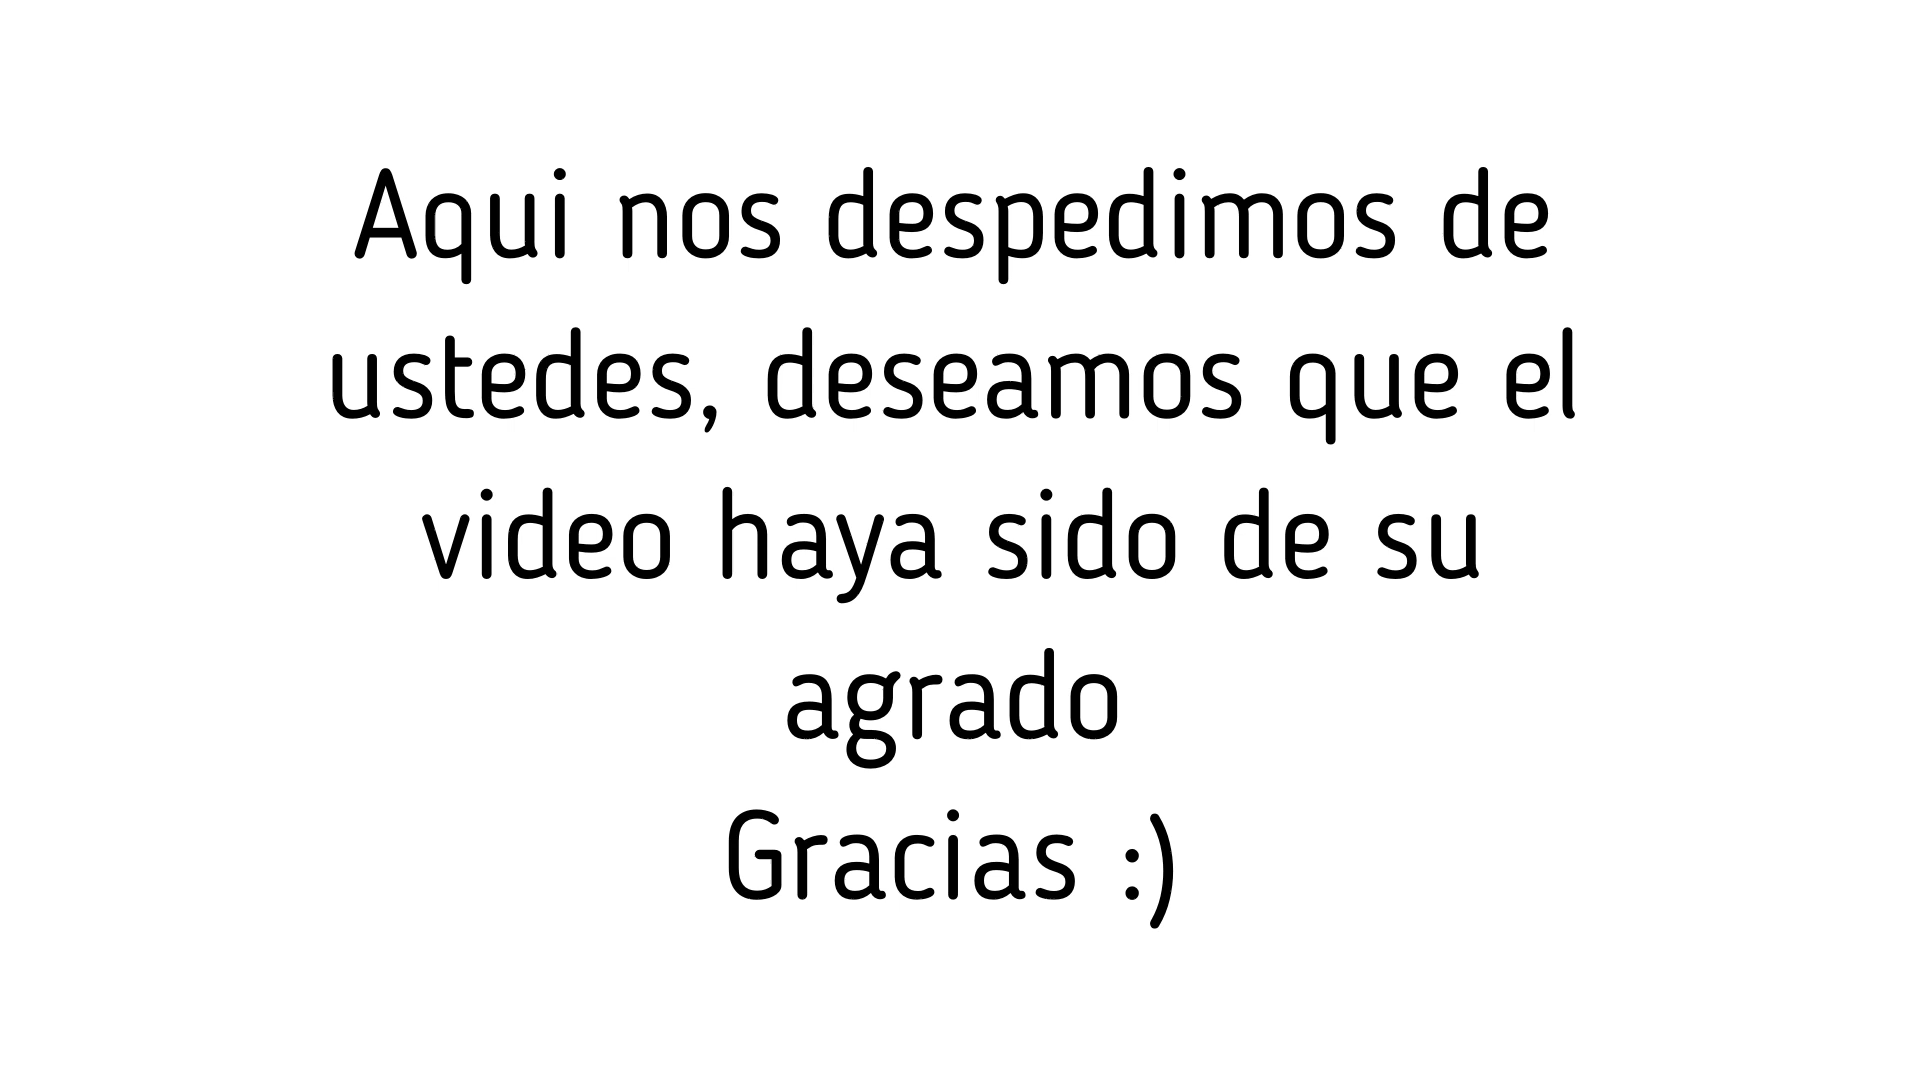 Aqui nos despedimos de
ustedes, deseamos que el
video haya sido de su
agrado
Gracias :)